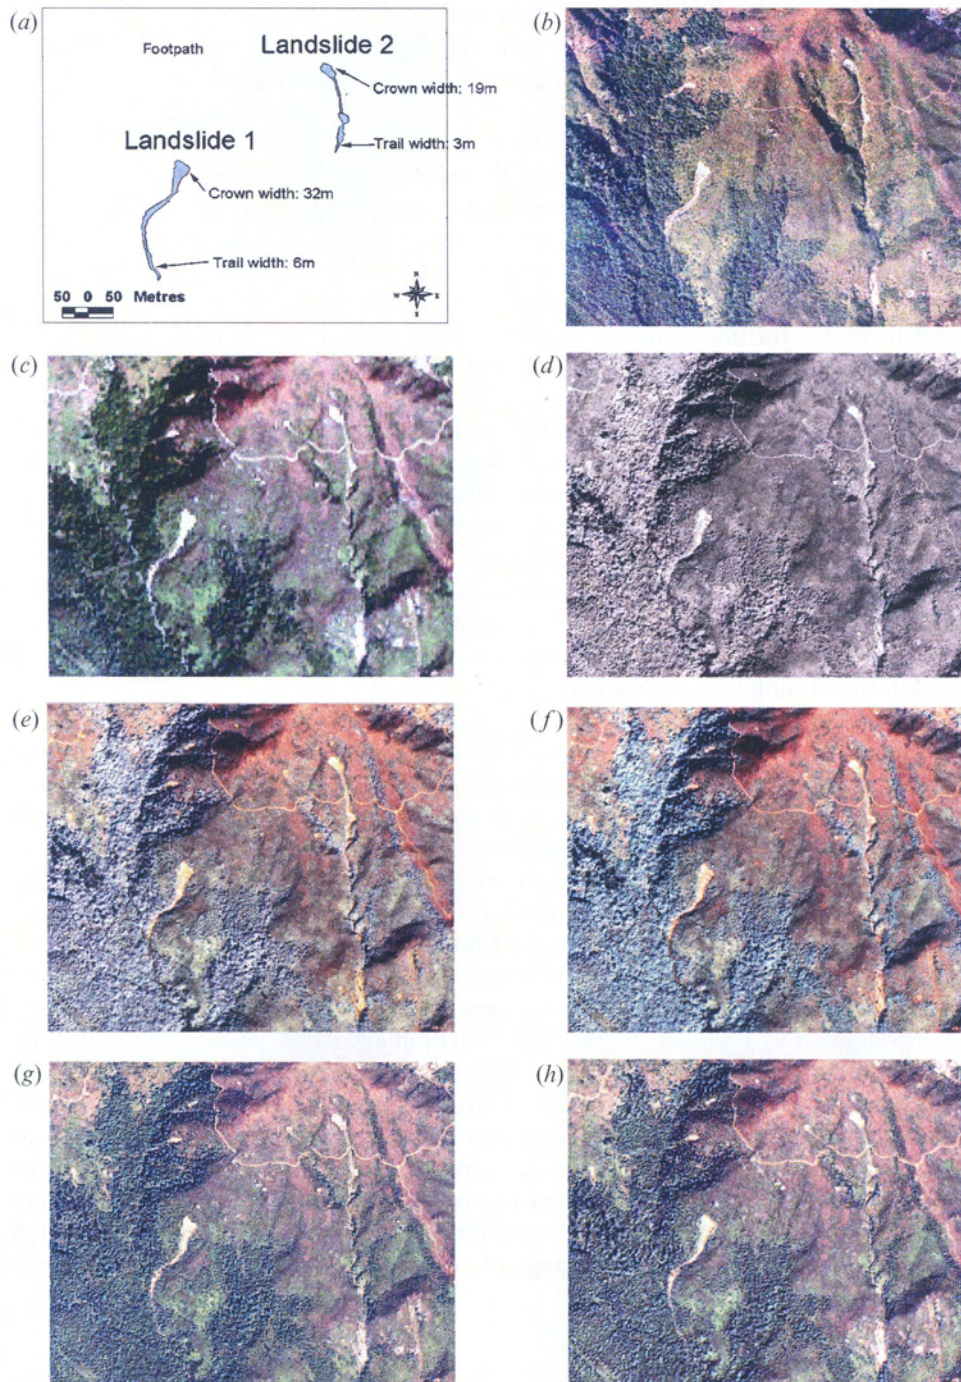 (a)
Footpath
Landslide 2
Crown width: 19m
Landslide 1
Trail width: 3m
Crown width: 32m
Trail width: 6m
50 0 50 Metres
N
W E
S
(b)
(c)
(d)
(e)
(f)
(g)
(h)